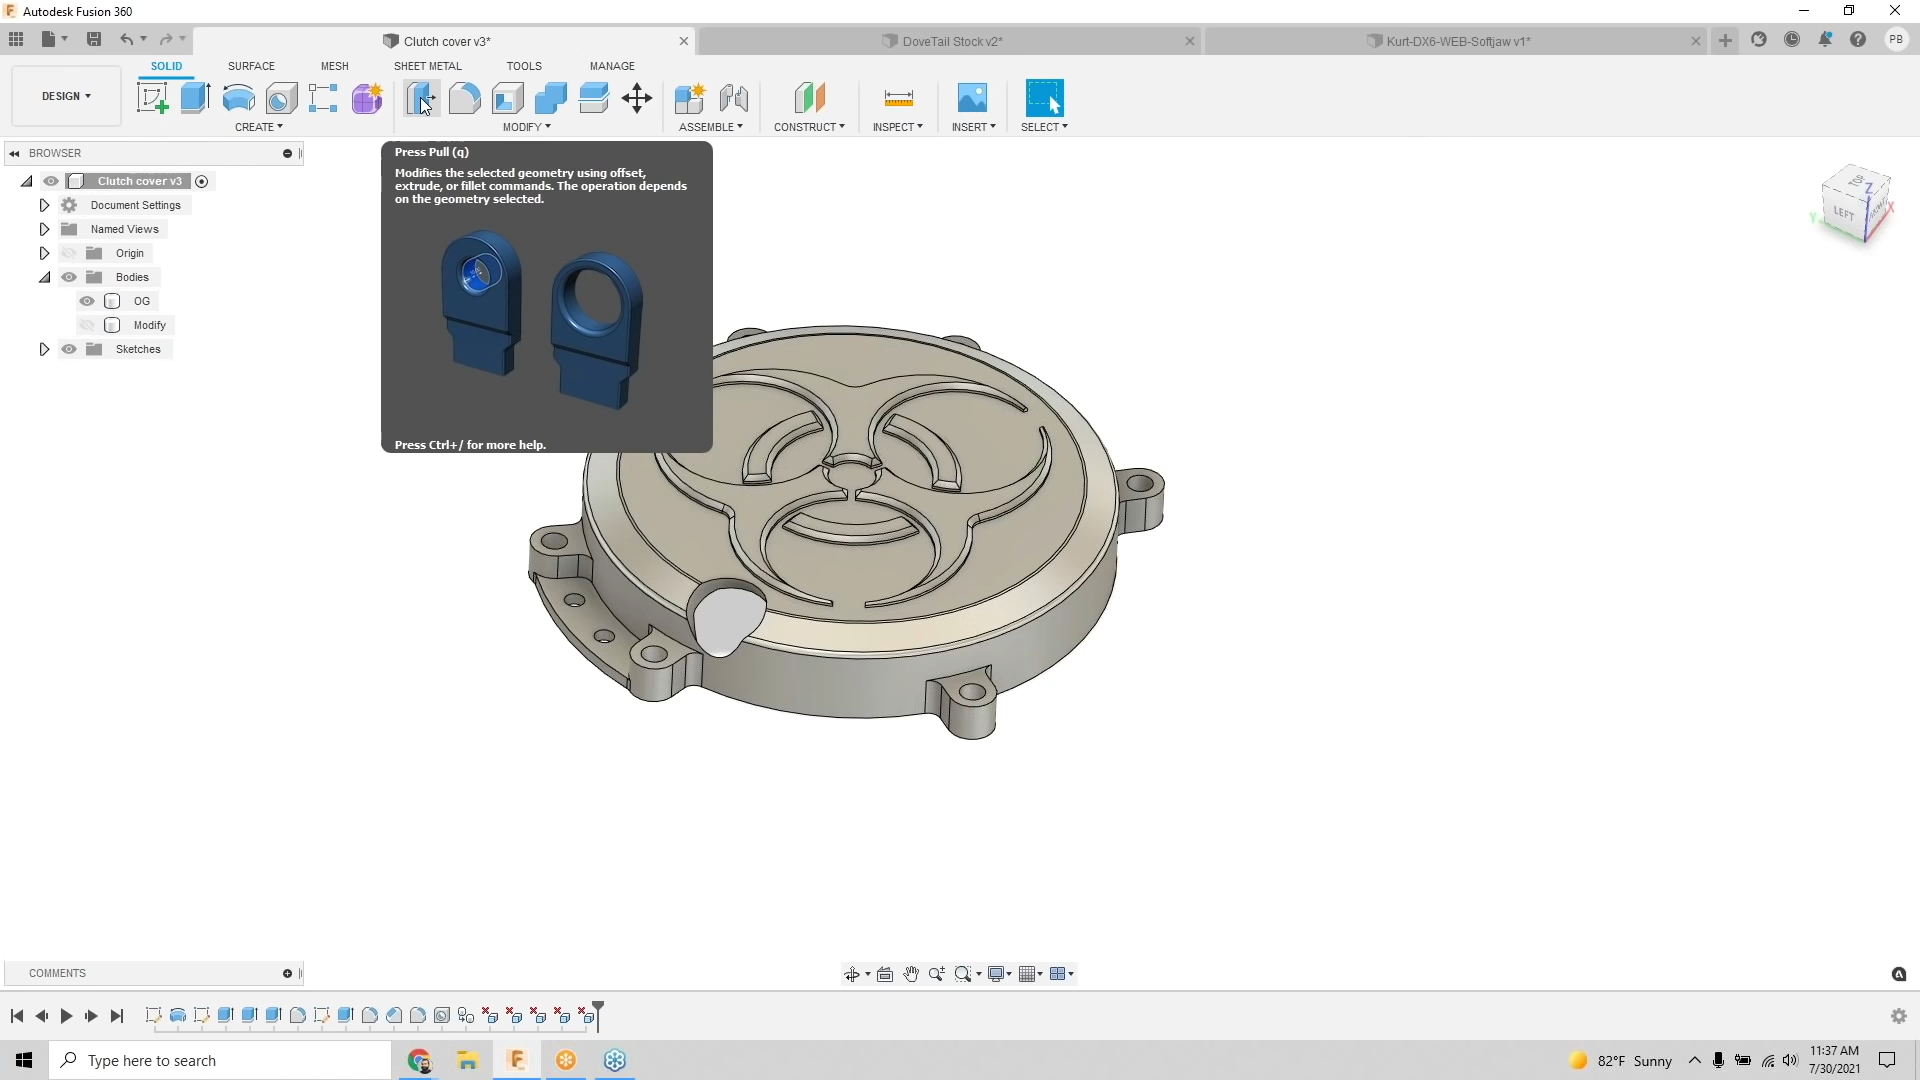 Autodesk Fusion 360
Clutch cover v3*
DoveTail Stock v2*
Kurt-DX6-WEB-Softjaw v1*
PB
DESIGN
SOLID
SURFACE
MESH
SHEET METAL
TOOLS
MANAGE
CREATE
MODIFY
ASSEMBLE
CONSTRUCT
INSPECT
INSERT
SELECT
BROWSER
Clutch cover v3
Document Settings
Named Views
Origin
Bodies
OG
Modify
Sketches
Press Pull (q)
Modifies the selected geometry using offset,
extrude, or fillet commands. The operation depends
on the geometry selected.
Press Ctrl+/ for more help.
TOP
LEFT
Z
Y
X
COMMENTS
Type here to search
82°F Sunny
11:37 AM
7/30/2021